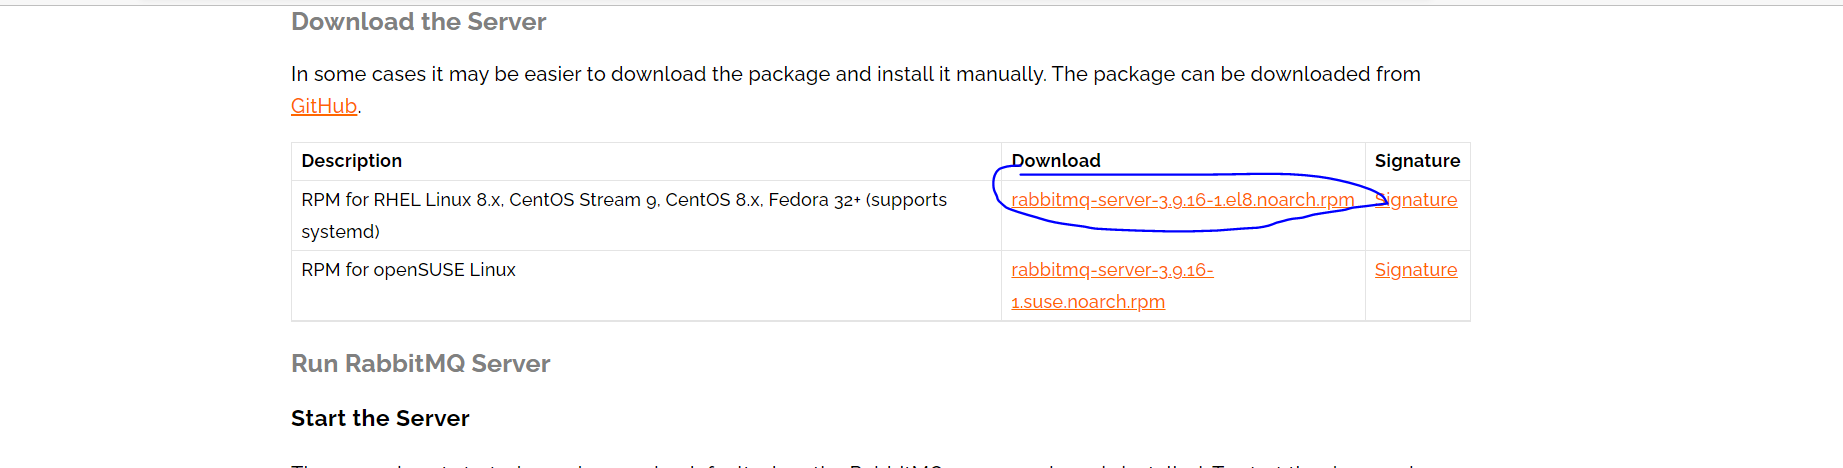 Download the Server
In some cases it may be easier to download the package and install it manually. The package can be downloaded from
GitHub.
Description Download Signature
RPM for RHEL Linux 8.x, CentOS Stream 9, CentOS 8.x, Fedora 32+ (supports rabbitmq-server-3.9.16-1.el8.noarch.rpm Signature
systemd)
RPM for openSUSE Linux rabbitmq-server-3.9.16- Signature
1.suse.noarch.rpm
Run RabbitMQ Server
Start the Server